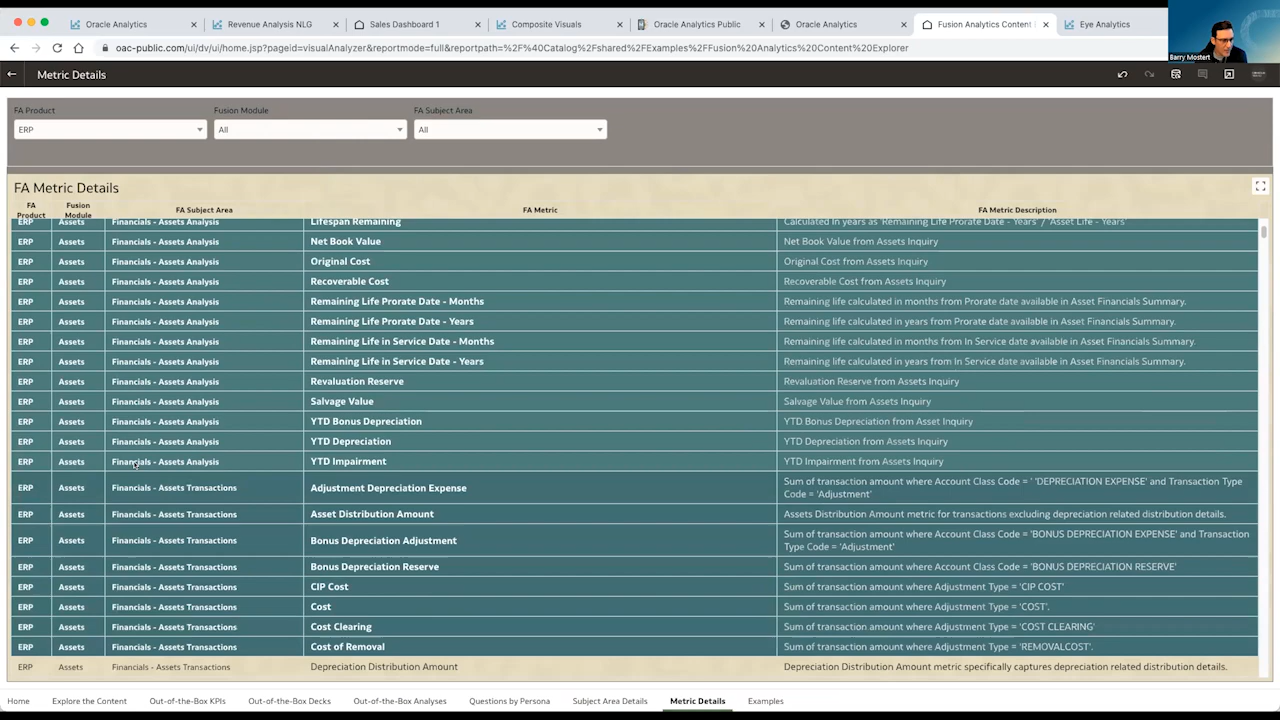 Oracle Analytics
Revenue Analysis NLG
Sales Dashboard 1
Composite Visuals
Oracle Analytics Public
Oracle Analytics
Fusion Analytics Content
Eye Analytics
oac-public.com/ui/dv/ui/home.jsp?pageid=visualAnalyzer&reportmode=full&reportpath=%2F%40Catalog%2Fshared%2FExamples%2FFusion%20Analytics%20Content%20Explorer
Barry Mostert
Metric Details
FA Product
Fusion Module
FA Subject Area
ERP
All
All
FA Metric Details
FA Product
Fusion Module
FA Subject Area
FA Metric
FA Metric Description
ERP Assets Financials - Assets Analysis Lifespan Remaining Calculated in years as 'Remaining Life Prorate Date - Years' / 'Asset Life - Years'
ERP Assets Financials - Assets Analysis Net Book Value Net Book Value from Assets Inquiry
ERP Assets Financials - Assets Analysis Original Cost Original Cost from Assets Inquiry
ERP Assets Financials - Assets Analysis Recoverable Cost Recoverable Cost from Assets Inquiry
ERP Assets Financials - Assets Analysis Remaining Life Prorate Date - Months Remaining life calculated in months from Prorate date available in Asset Financials Summary.
ERP Assets Financials - Assets Analysis Remaining Life Prorate Date - Years Remaining life calculated in years from Prorate date available in Asset Financials Summary.
ERP Assets Financials - Assets Analysis Remaining Life in Service Date - Months Remaining life calculated in months from In Service date available in Asset Financials Summary.
ERP Assets Financials - Assets Analysis Remaining Life in Service Date - Years Remaining life calculated in years from In Service date available in Asset Financials Summary.
ERP Assets Financials - Assets Analysis Revaluation Reserve Revaluation Reserve from Assets Inquiry
ERP Assets Financials - Assets Analysis Salvage Value Salvage Value from Assets Inquiry
ERP Assets Financials - Assets Analysis YTD Bonus Depreciation YTD Bonus Depreciation from Asset Inquiry
ERP Assets Financials - Assets Analysis YTD Depreciation YTD Depreciation from Assets Inquiry
ERP Assets Financials - Assets Analysis YTD Impairment YTD Impairment from Assets Inquiry
ERP Assets Financials - Assets Transactions Adjustment Depreciation Expense Sum of transaction amount where Account Class Code = ' 'DEPRECIATION EXPENSE' and Transaction Type
Code = 'Adjustment'
ERP Assets Financials - Assets Transactions Asset Distribution Amount Assets Distribution Amount metric for transactions excluding depreciation related distribution details.
ERP Assets Financials - Assets Transactions Bonus Depreciation Adjustment Sum of transaction amount where Account Class Code = 'BONUS DEPRECIATION EXPENSE' and Transaction
Type Code = 'Adjustment'
ERP Assets Financials - Assets Transactions Bonus Depreciation Reserve Sum of transaction amount where Account Class Code = 'BONUS DEPRECIATION RESERVE'
ERP Assets Financials - Assets Transactions CIP Cost Sum of transaction amount where Adjustment Type = 'CIP COST'
ERP Assets Financials - Assets Transactions Cost Sum of transaction amount where Adjustment Type = 'COST'.
ERP Assets Financials - Assets Transactions Cost Clearing Sum of transaction amount where Adjustment Type = 'COST CLEARING'
ERP Assets Financials - Assets Transactions Cost of Removal Sum of transaction amount where Adjustment Type = 'REMOVALCOST'.
ERP Assets Financials - Assets Transactions Depreciation Distribution Amount Depreciation Distribution Amount metric specifically captures depreciation related distribution details.
Home Explore the Content Out-of-the-Box KPIs Out-of-the-Box Decks Out-of-the-Box Analyses Questions by Persona Subject Area Details Metric Details Examples